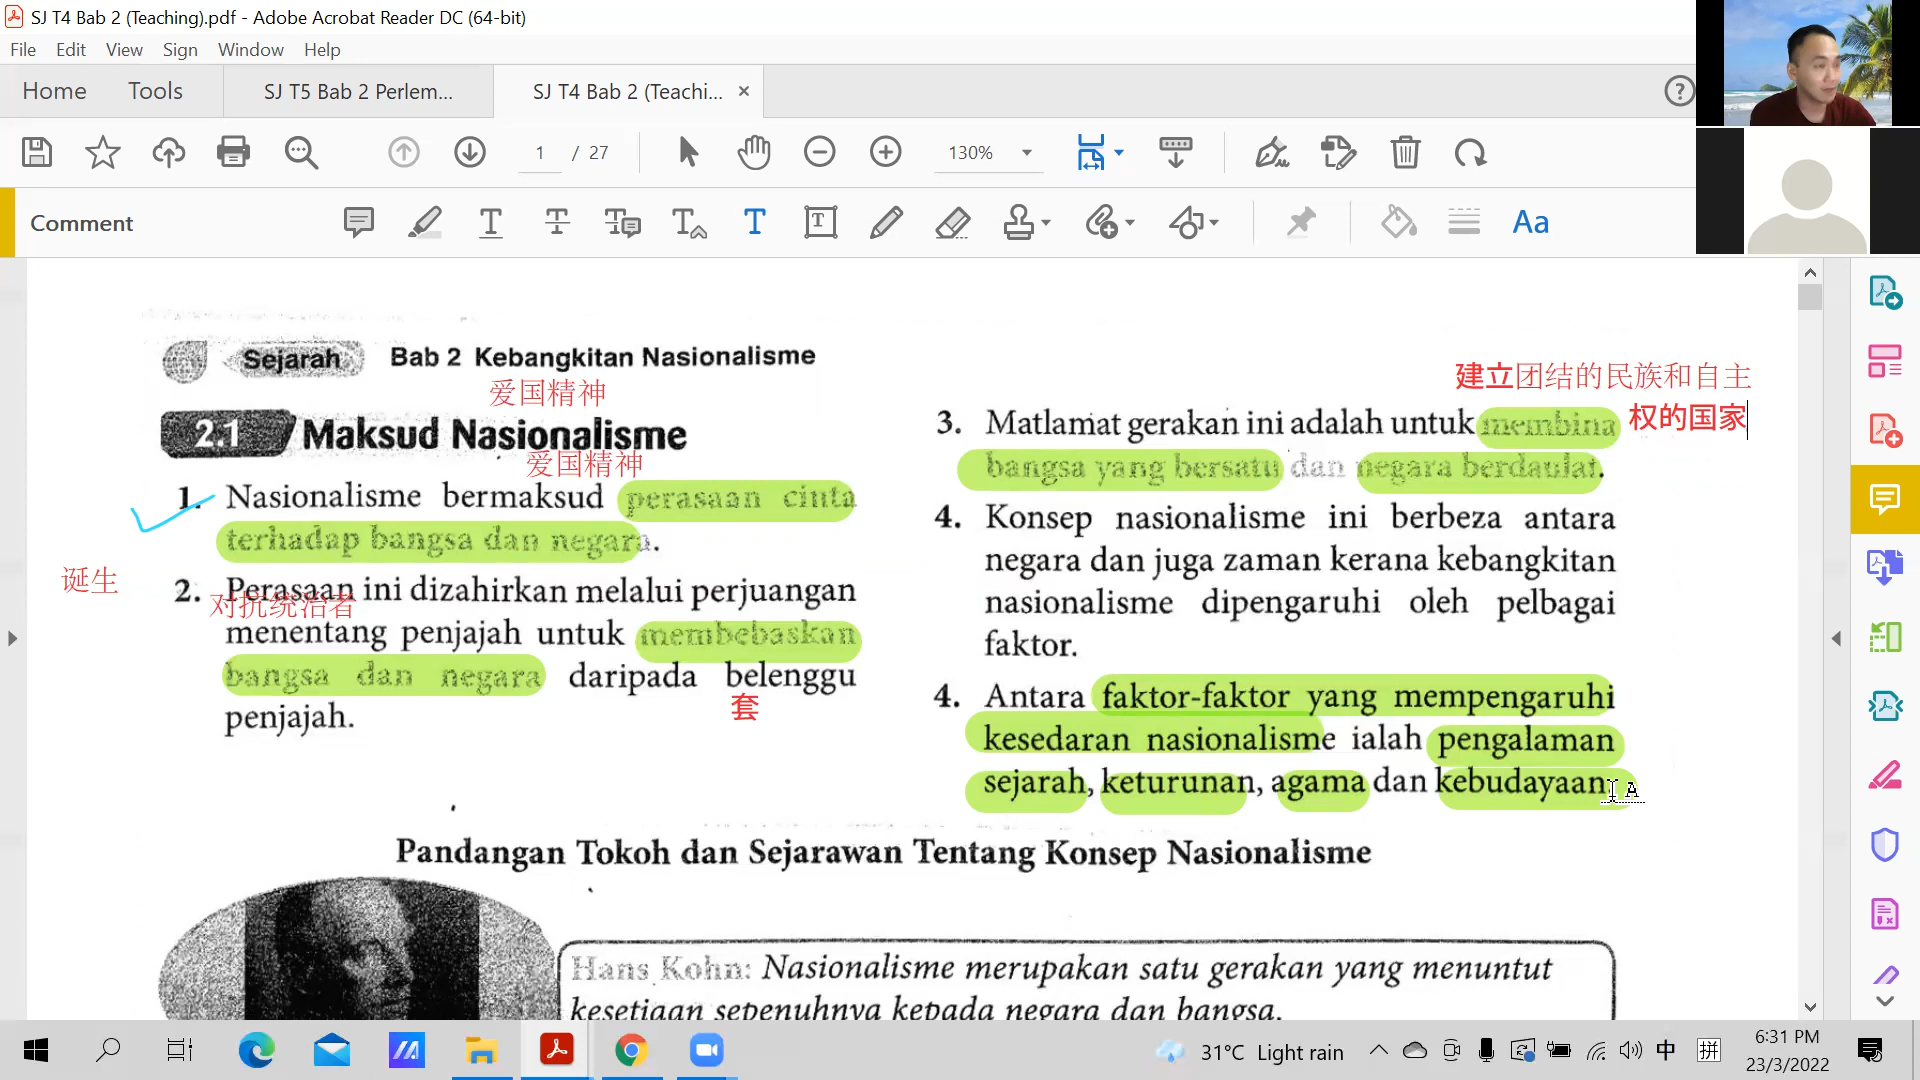 SJ T4 Bab 2 (Teaching).pdf - Adobe Acrobat Reader DC (64-bit)
File Edit View Sign Window Help
Home Tools SJ T5 Bab 2 Perlem... SJ T4 Bab 2 (Teachi... ×
1 / 27 130%
Comment
Aa
Sejarah Bab 2 Kebangkitan Nasionalisme
爱国精神
2.1 Maksud Nasionalisme
爱国精神
1. Nasionalisme bermaksud perasaan cinta
terhadap bangsa dan negara.
诞生
2. Perasaan ini dizahirkan melalui perjuangan
对抗统治者
menentang penjajah untuk membebaskan
bangsa dan negara daripada belenggu
套
penjajah.
建立团结的民族和自主
权的国家
3. Matlamat gerakan ini adalah untuk membina
bangsa yang bersatu dan negara berdaulat.
4. Konsep nasionalisme ini berbeza antara
negara dan juga zaman kerana kebangkitan
nasionalisme dipengaruhi oleh pelbagai
faktor.
4. Antara faktor-faktor yang mempengaruhi
kesedaran nasionalisme ialah pengalaman
sejarah, keturunan, agama dan kebudayaan.
Pandangan Tokoh dan Sejarawan Tentang Konsep Nasionalisme
Hans Kohn: Nasionalisme merupakan satu gerakan yang menuntut
kesetiaan sepenuhnya kepada negara dan bangsa.
31°C Light rain
中 拼
6:31 PM
23/3/2022